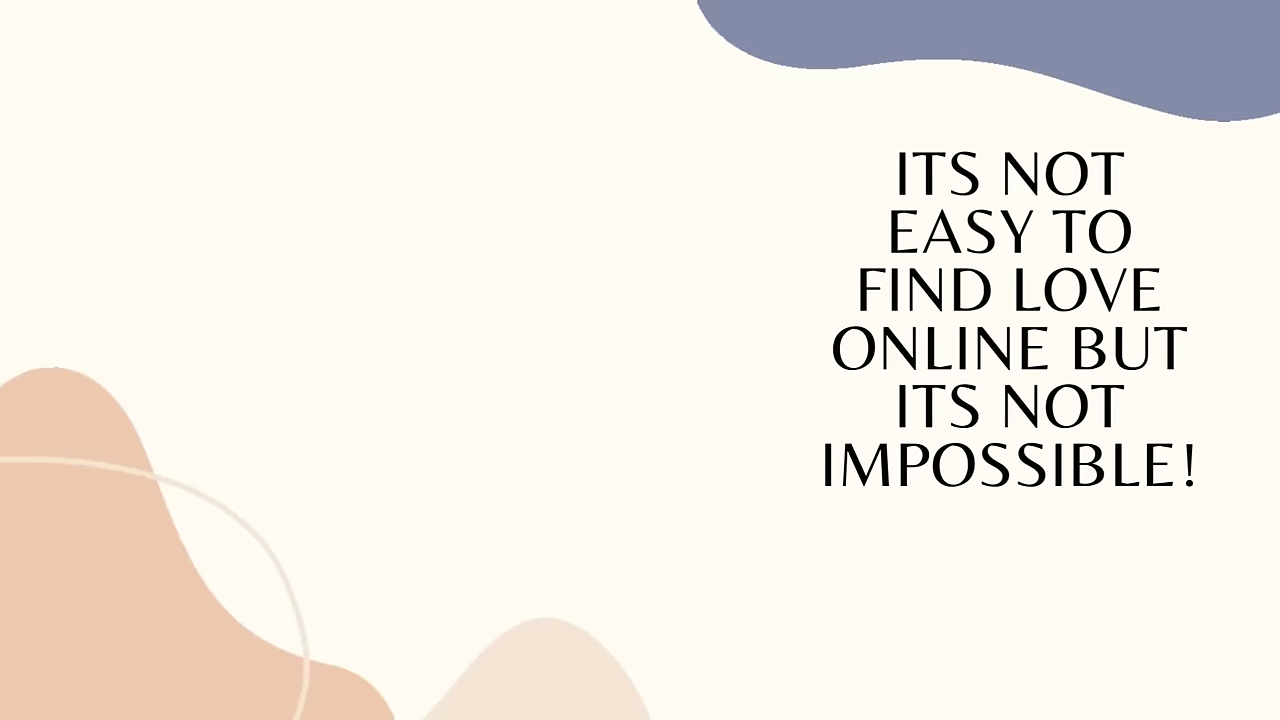 ITS NOT
EASY TO
FIND LOVE
ONLINE BUT
ITS NOT
IMPOSSIBLE!